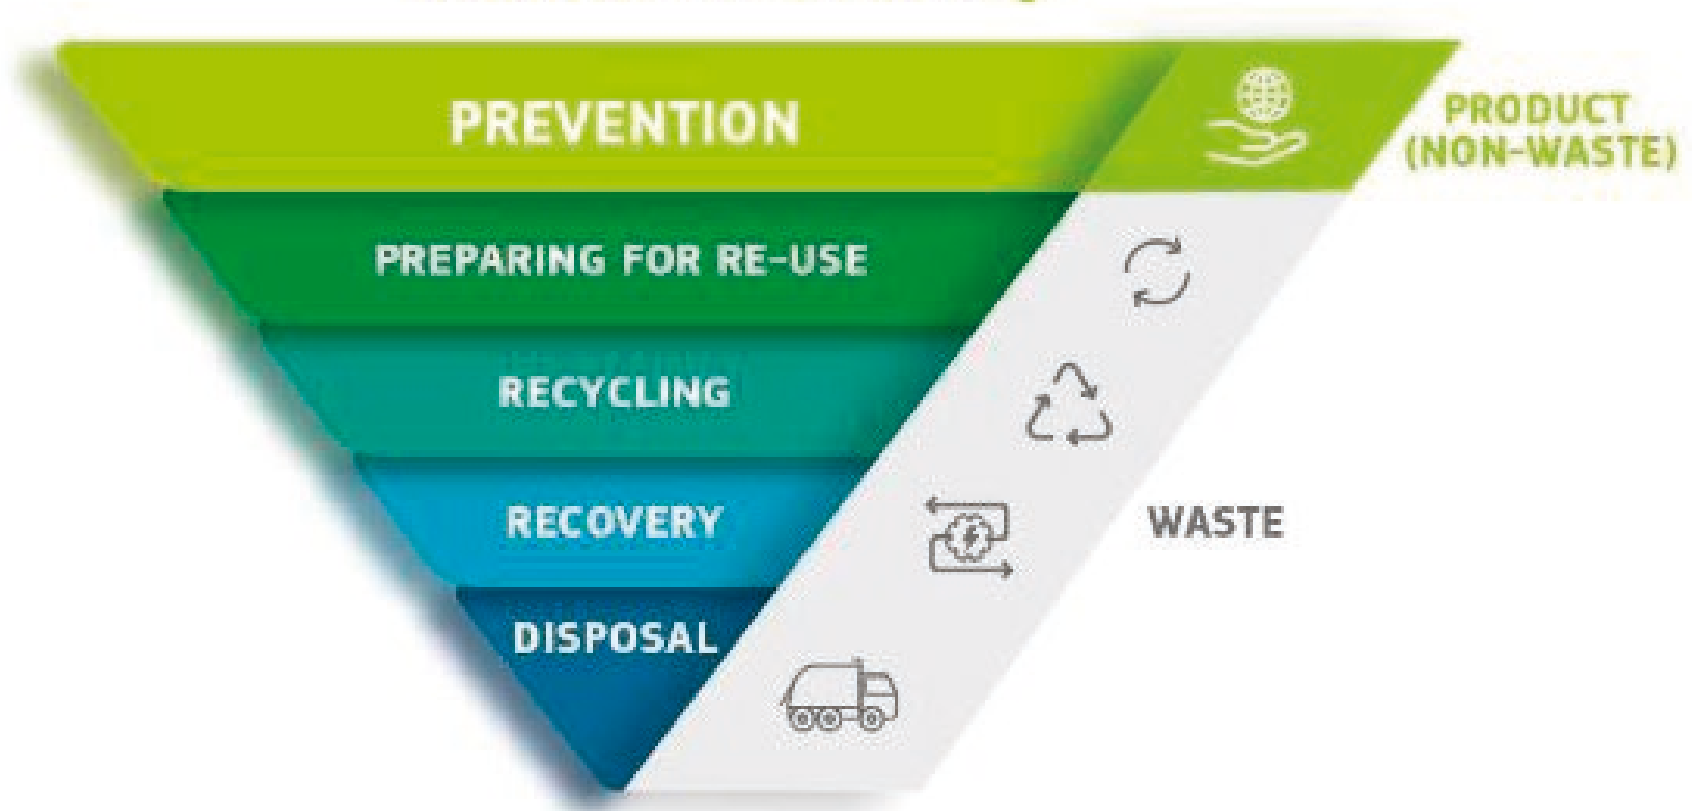 PREVENTION
PRODUCT
(NON-WASTE)
PREPARING FOR RE-USE
RECYCLING
RECOVERY
WASTE
DISPOSAL